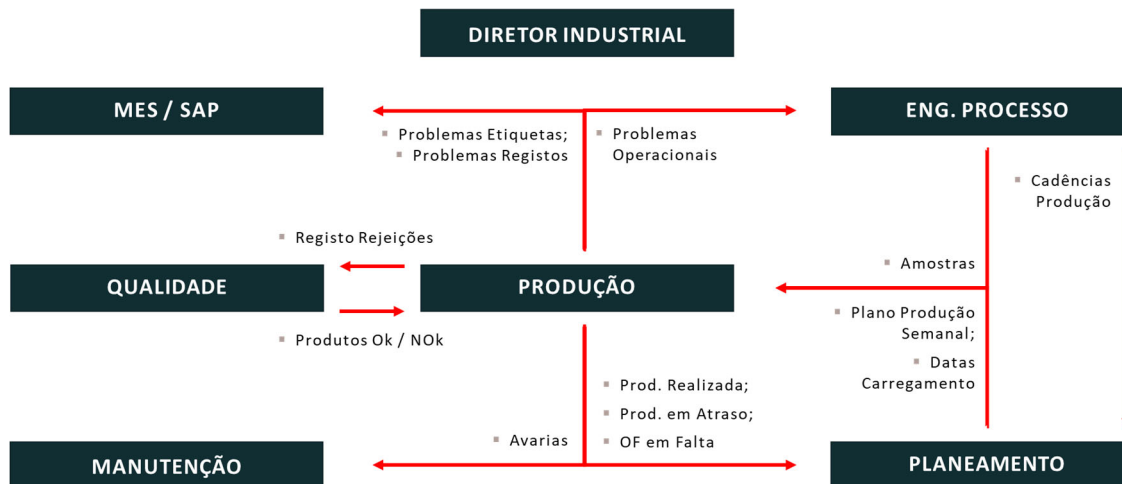 DIRETOR INDUSTRIAL
MES / SAP
ENG. PROCESSO
Problemas Etiquetas;
Problemas Registos
Problemas
Operacionais
Cadências
Produção
Registo Rejeições
Amostras
QUALIDADE
PRODUÇÃO
Plano Produção
Semanal;
Produtos Ok / NOk
Datas
Carregamento
Prod. Realizada;
Prod. em Atraso;
Avarias
OF em Falta
MANUTENÇÃO
PLANEAMENTO